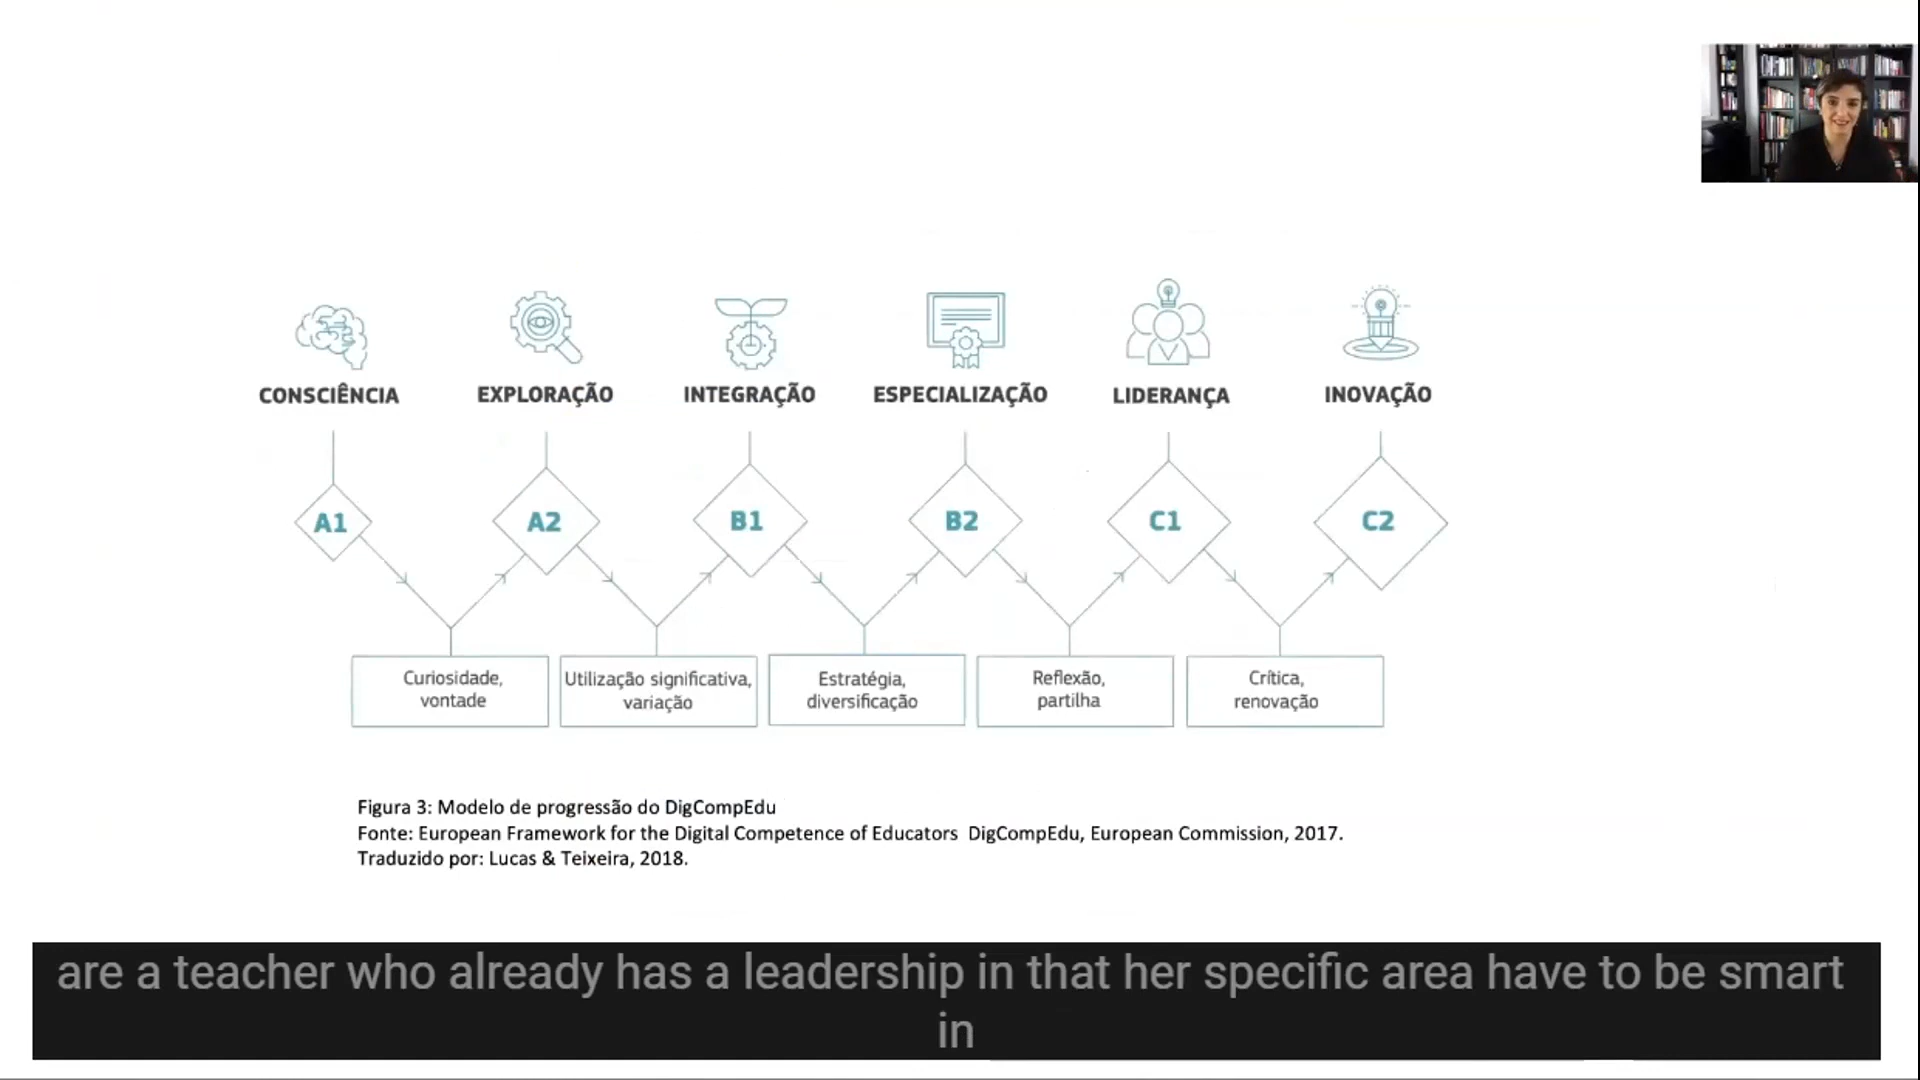 CONSCIÊNCIA EXPLORAÇÃO INTEGRAÇÃO ESPECIALIZAÇÃO LIDERANÇA INOVAÇÃO
A1 A2 B1 B2 C1 C2
Curiosidade,
vontade
Utilização significativa,
variação
Estratégia,
diversificação
Reflexão,
partilha
Crítica,
renovação
Figura 3: Modelo de progressão do DigCompEdu
Fonte: European Framework for the Digital Competence of Educators DigCompEdu, European Commission, 2017.
Traduzido por: Lucas & Teixeira, 2018.
are a teacher who already has a leadership in that her specific area have to be smart
in